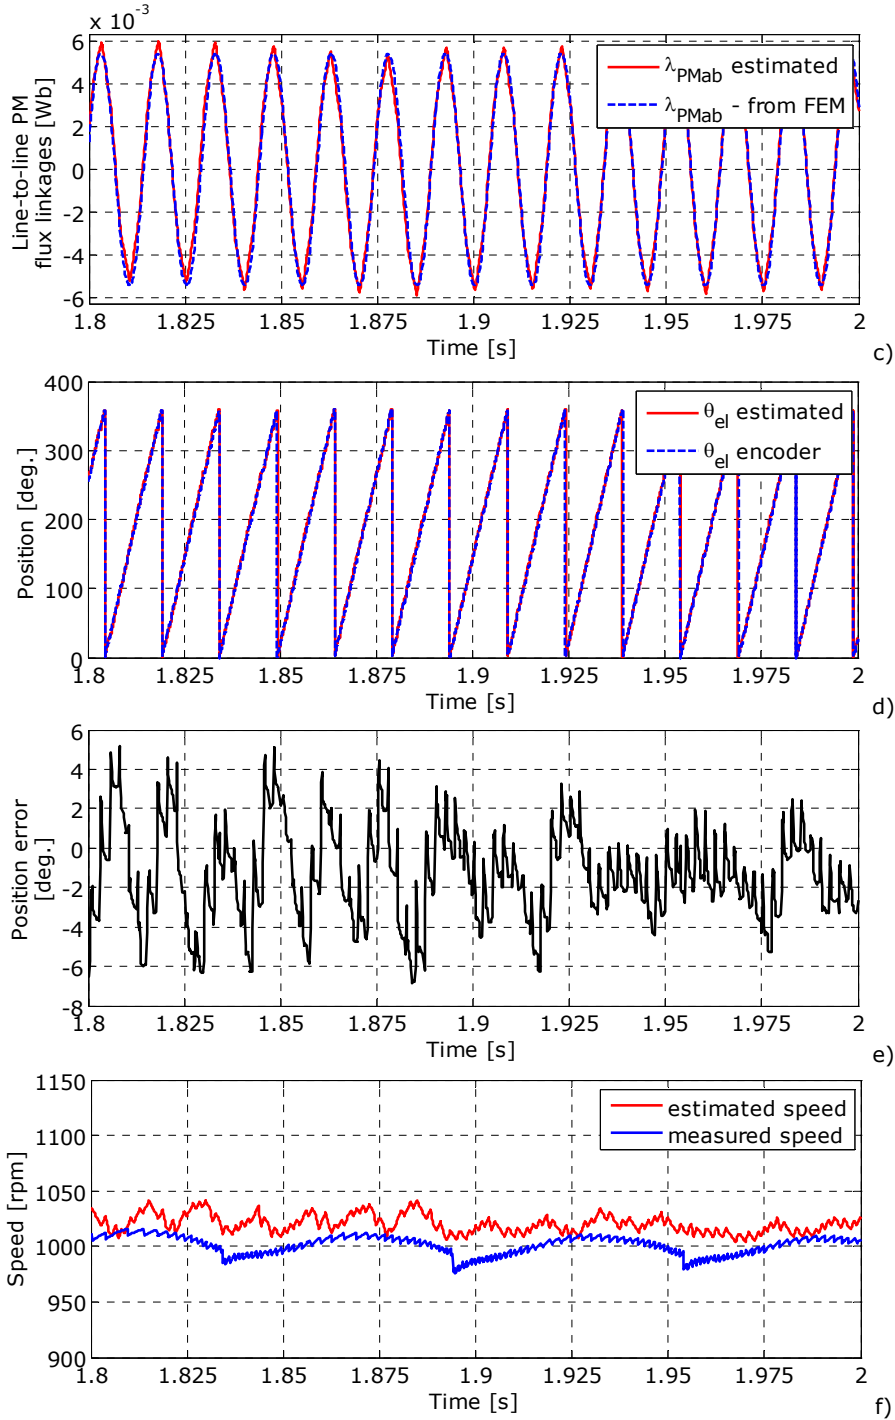 x 10⁻³
Line-to-line PM
flux linkages [Wb]
6
4
2
0
-2
-4
-6
λPMab estimated
λPMab - from FEM
1.8 1.825 1.85 1.875 1.9 1.925 1.95 1.975 2
Time [s]
c)
Position [deg.]
400
300
200
100
0
θel estimated
θel encoder
1.8 1.825 1.85 1.875 1.9 1.925 1.95 1.975 2
Time [s]
d)
Position error
[deg.]
6
4
2
0
-2
-4
-6
-8
1.8 1.825 1.85 1.875 1.9 1.925 1.95 1.975 2
Time [s]
e)
Speed [rpm]
1150
1100
1050
1000
950
900
estimated speed
measured speed
1.8 1.825 1.85 1.875 1.9 1.925 1.95 1.975 2
Time [s]
f)